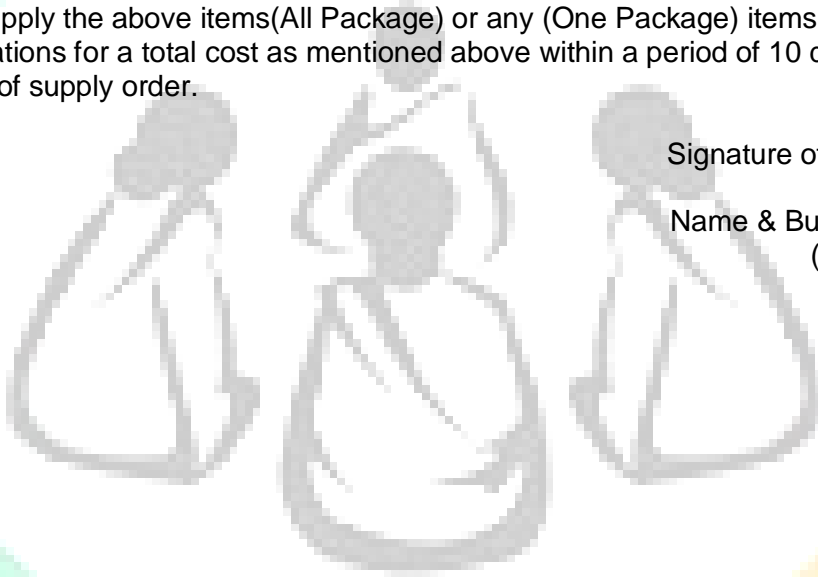 pply the above items(All Package) or any (One Package) items
ations for a total cost as mentioned above within a period of 10
of supply order.
Signature of
Name & Bu
(